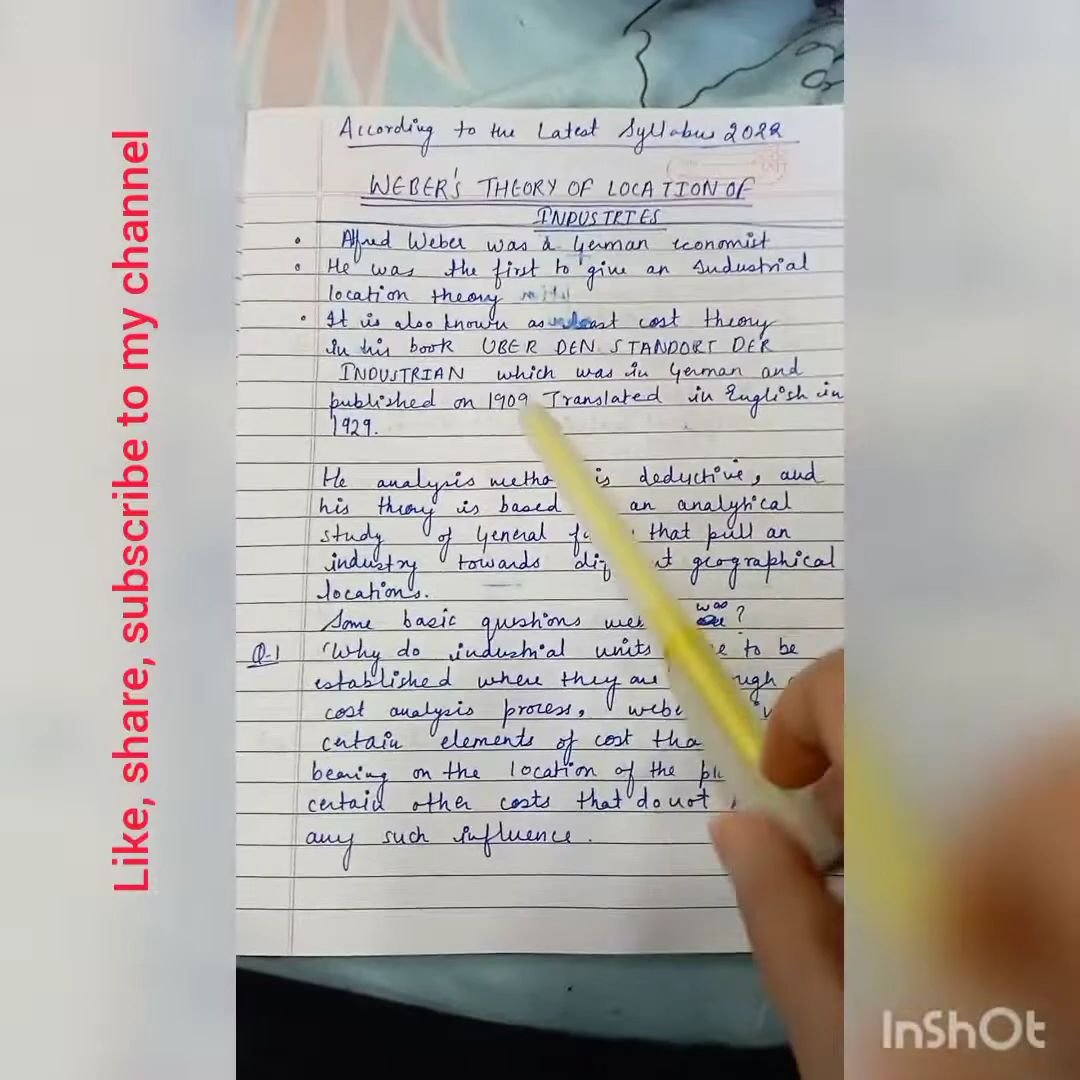 Like, share, subscribe to my channel
According to the Latest Syllabus 2022
WEBER'S THEORY OF LOCATION OF
INDUSTRIES
• Alfred Weber was a German economist
• He was the first to give an Industrial
location theory
• It is also known as least cost theory
in his book UBER DEN STANDORT DER
INDUSTRIAN which was in German and
published on 1909 Translated in English in
1929.
He analysis metho is deductive, and
his theory is based an analytical
study of General that pull an
industry towards geographical
locations.
Some basic questions was ?
Q-1 'Why do industrial units to be
established where they are
cost analysis process,
certain elements of cost
bearing on the location of the
certain other costs that do not
any such influence.
InShOt